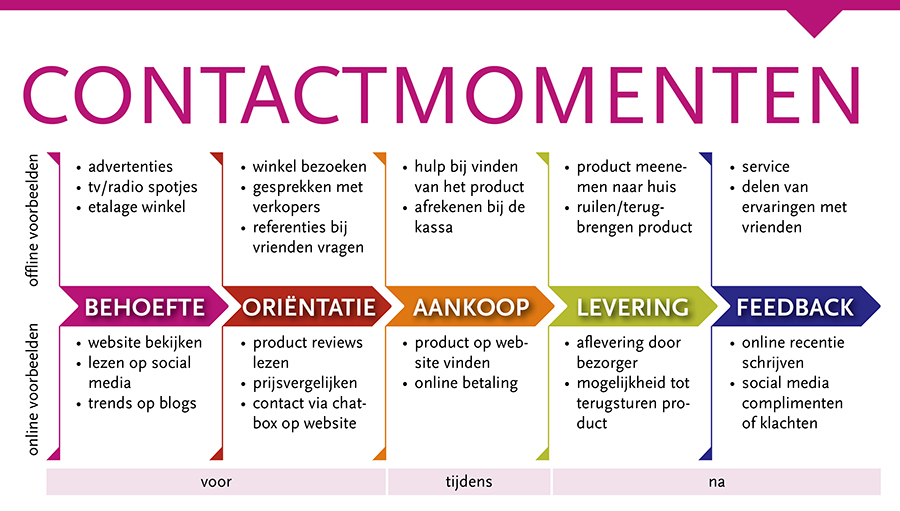 CONTACTMOMENTEN
offline voorbeelden
• advertenties
• tv/radio spotjes
• etalage winkel
• winkel bezoeken
• gesprekken met
verkopers
• referenties bij
vrienden vragen
• hulp bij vinden
van het product
• afrekenen bij de
kassa
• product meene-
men naar huis
• ruilen/terug-
brengen product
• service
• delen van
ervaringen met
vrienden
BEHOEFTE
ORIËNTATIE
AANKOOP
LEVERING
FEEDBACK
online voorbeelden
• website bekijken
• lezen op social
media
• trends op blogs
• product reviews
lezen
• prijsvergelijken
• contact via chat-
box op website
• product op web-
site vinden
• online betaling
• aflevering door
bezorger
• mogelijkheid tot
terugsturen pro-
duct
• online recentie
schrijven
• social media
complimenten
of klachten
voor
tijdens
na